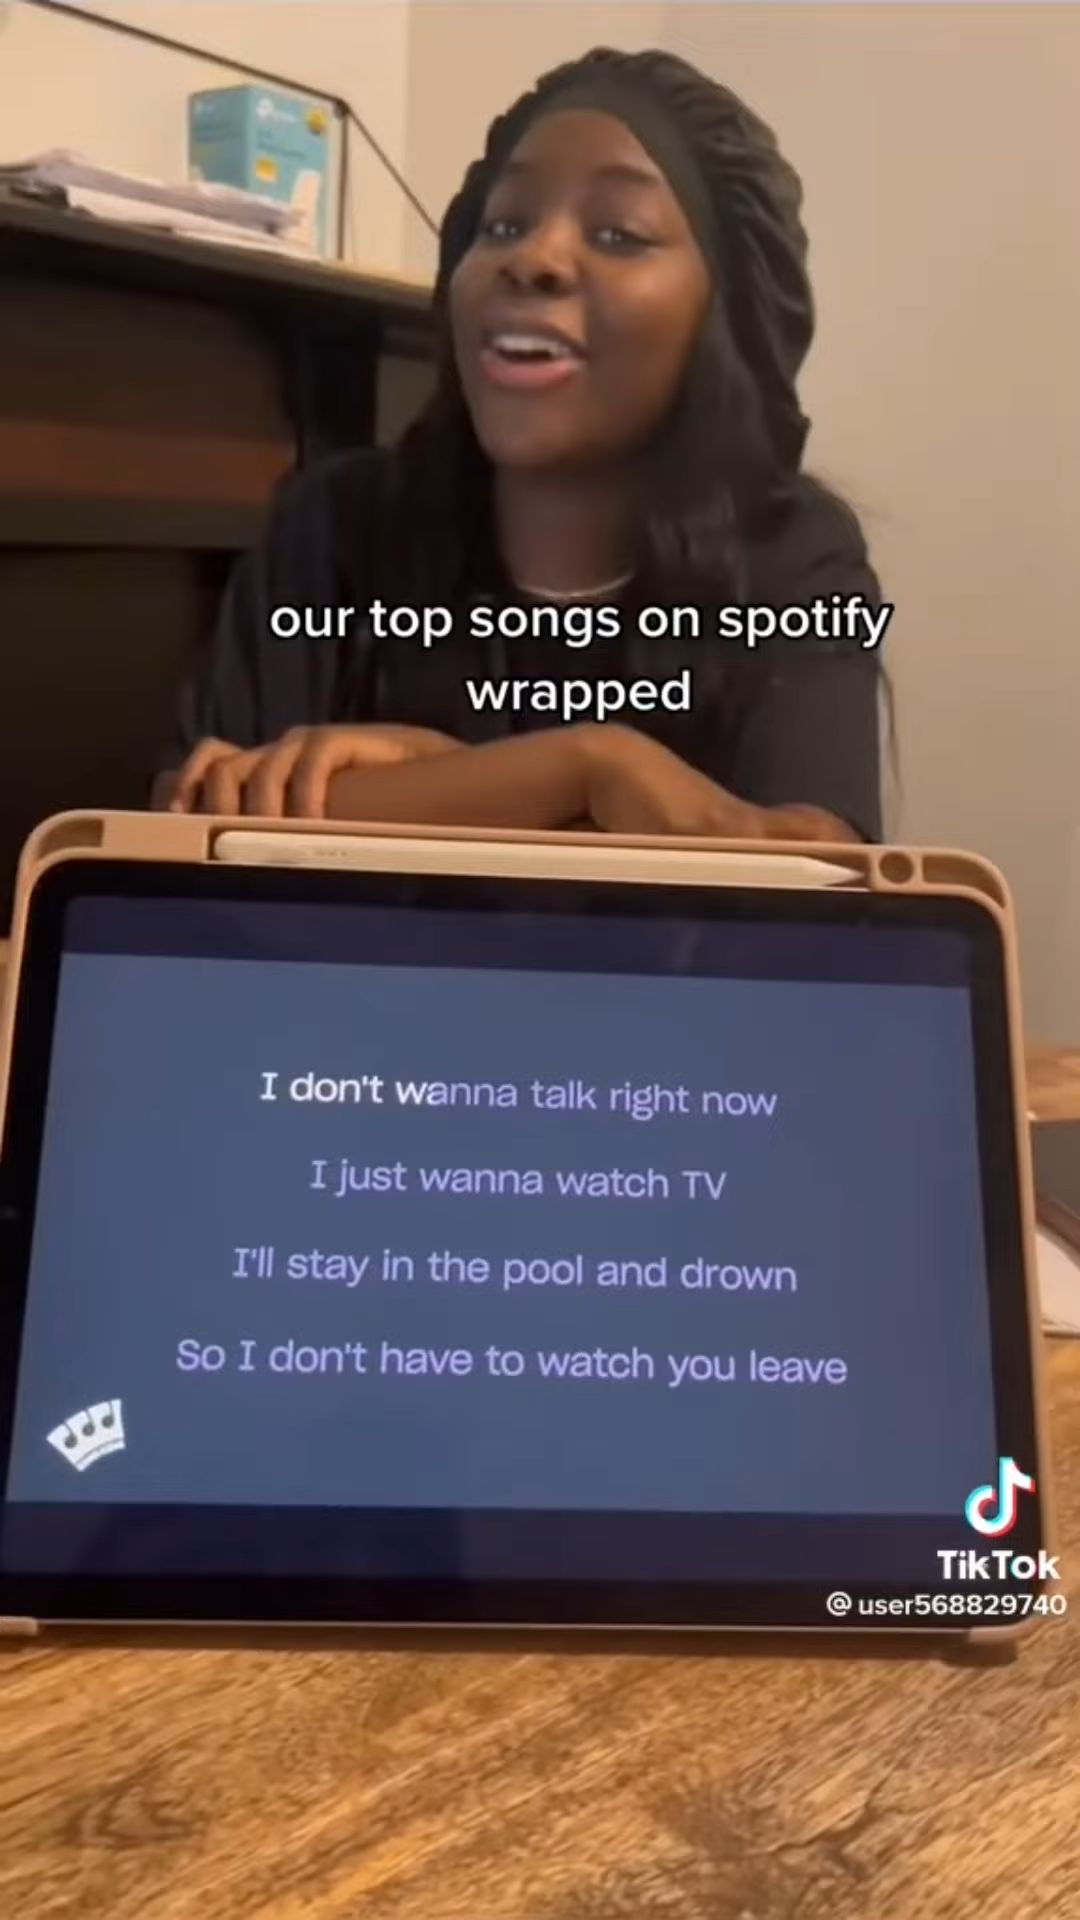 our top songs on spotify
wrapped
I don't wanna talk right now
I just wanna watch TV
I'll stay in the pool and drown
So I don't have to watch you leave
TikTok
@user568829740